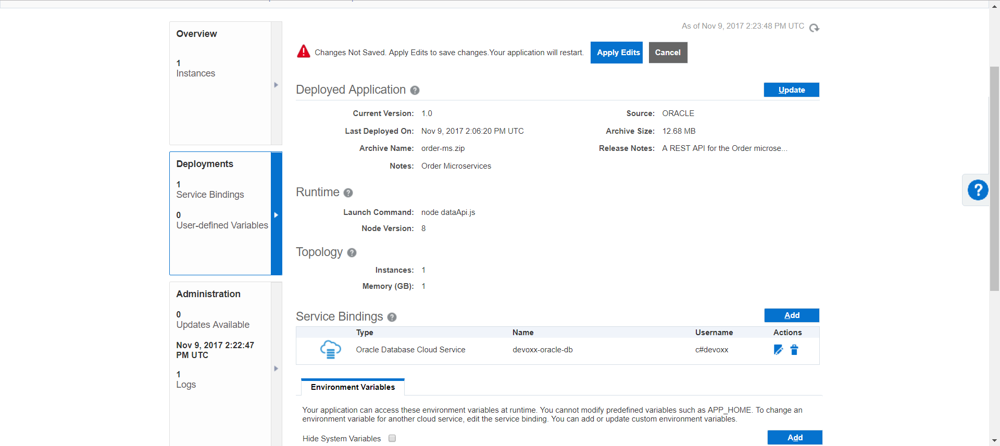 As of Nov 9, 2017 2:23:48 PM UTC
Overview
1
Instances
Changes Not Saved. Apply Edits to save changes.Your application will restart.
Apply Edits
Cancel
Deployed Application
Update
Current Version: 1.0
Source: ORACLE
Last Deployed On: Nov 9, 2017 2:06:20 PM UTC
Archive Size: 12.68 MB
Archive Name: order-ms.zip
Release Notes: A REST API for the Order microse...
Notes: Order Microservices
Deployments
1
Service Bindings
0
User-defined Variables
Runtime
Launch Command: node dataApi.js
Node Version: 8
Topology
Instances: 1
Memory (GB): 1
Administration
0
Updates Available
Nov 9, 2017 2:22:47
PM UTC
1
Logs
Service Bindings
Add
Type Name Username Actions
Oracle Database Cloud Service devoxx-oracle-db c#devoxx
Environment Variables
Your application can access these environment variables at runtime. You cannot modify predefined variables such as APP_HOME. To change an
environment variable for another cloud service, edit the service binding. You can add or update custom environment variables.
Hide System Variables
Add